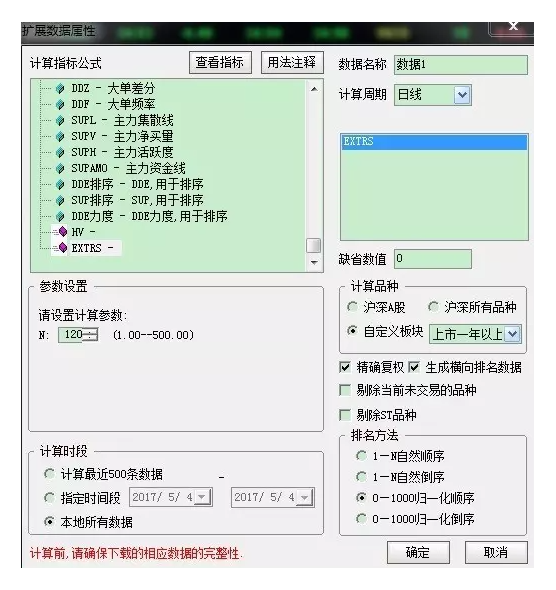 扩展数据属性
计算指标公式
查看指标
用法注释
DDZ - 大单差分
DDF - 大单频率
SUPL - 主力集散线
SUPV - 主力净买量
SUPH - 主力活跃度
SUPAMO - 主力资金线
DDE排序 - DDE,用于排序
SUP排序 - SUP,用于排序
DDE力度 - DDE力度,用于排序
HV -
EXTRS -
参数设置
请设置计算参数:
N: 120 (1.00--500.00)
计算时段
计算最近500条数据
指定时间段 2017/ 5/ 4 - 2017/ 5/ 4
本地所有数据
计算前,请确保下载的相应数据的完整性.
数据名称 数据1
计算周期 日线
EXTRS
缺省数值 0
计算品种
沪深A股 沪深所有品种
自定义板块 上市一年以上
精确复权 生成横向排名数据
剔除当前未交易的品种
剔除ST品种
排名方法
1—N自然顺序
1—N自然倒序
0—1000归一化顺序
0—1000归一化倒序
确定
取消